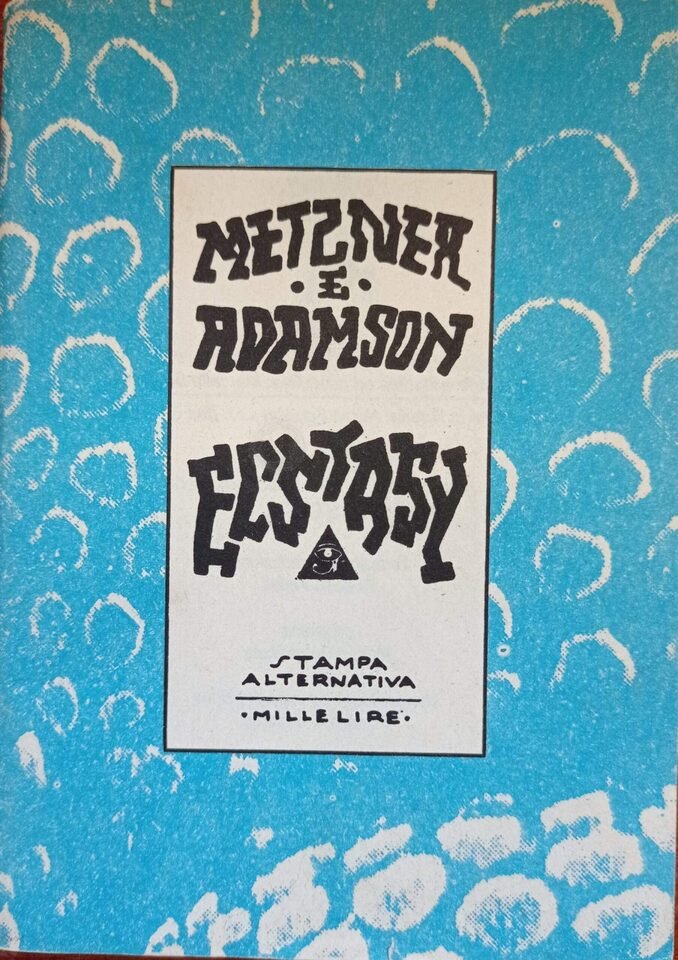 METZNER
·E·
ADAMSON
ECSTASY
STAMPA
ALTERNATIVA
·MILLELIRE·